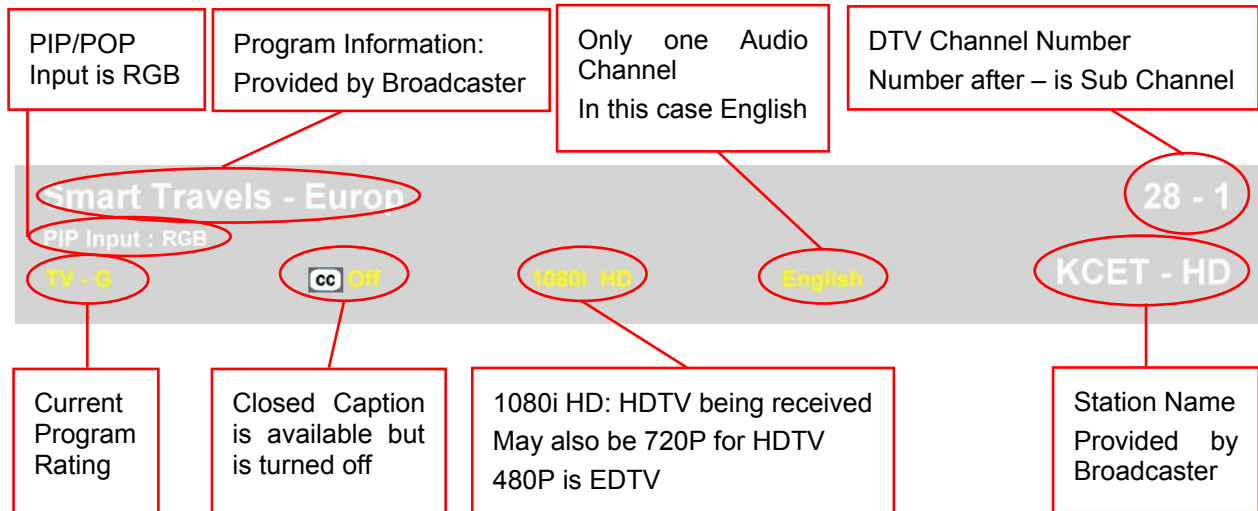 PIP/POP
Input is RGB
Program Information:
Provided by Broadcaster
Only one Audio
Channel
In this case English
DTV Channel Number
Number after – is Sub Channel
Smart Travels - Europ
28 - 1
PIP Input : RGB
TV - G
cc Off
1080i HD
English
KCET - HD
Current
Program
Rating
Closed Caption
is available but
is turned off
1080i HD: HDTV being received
May also be 720P for HDTV
480P is EDTV
Station Name
Provided by
Broadcaster